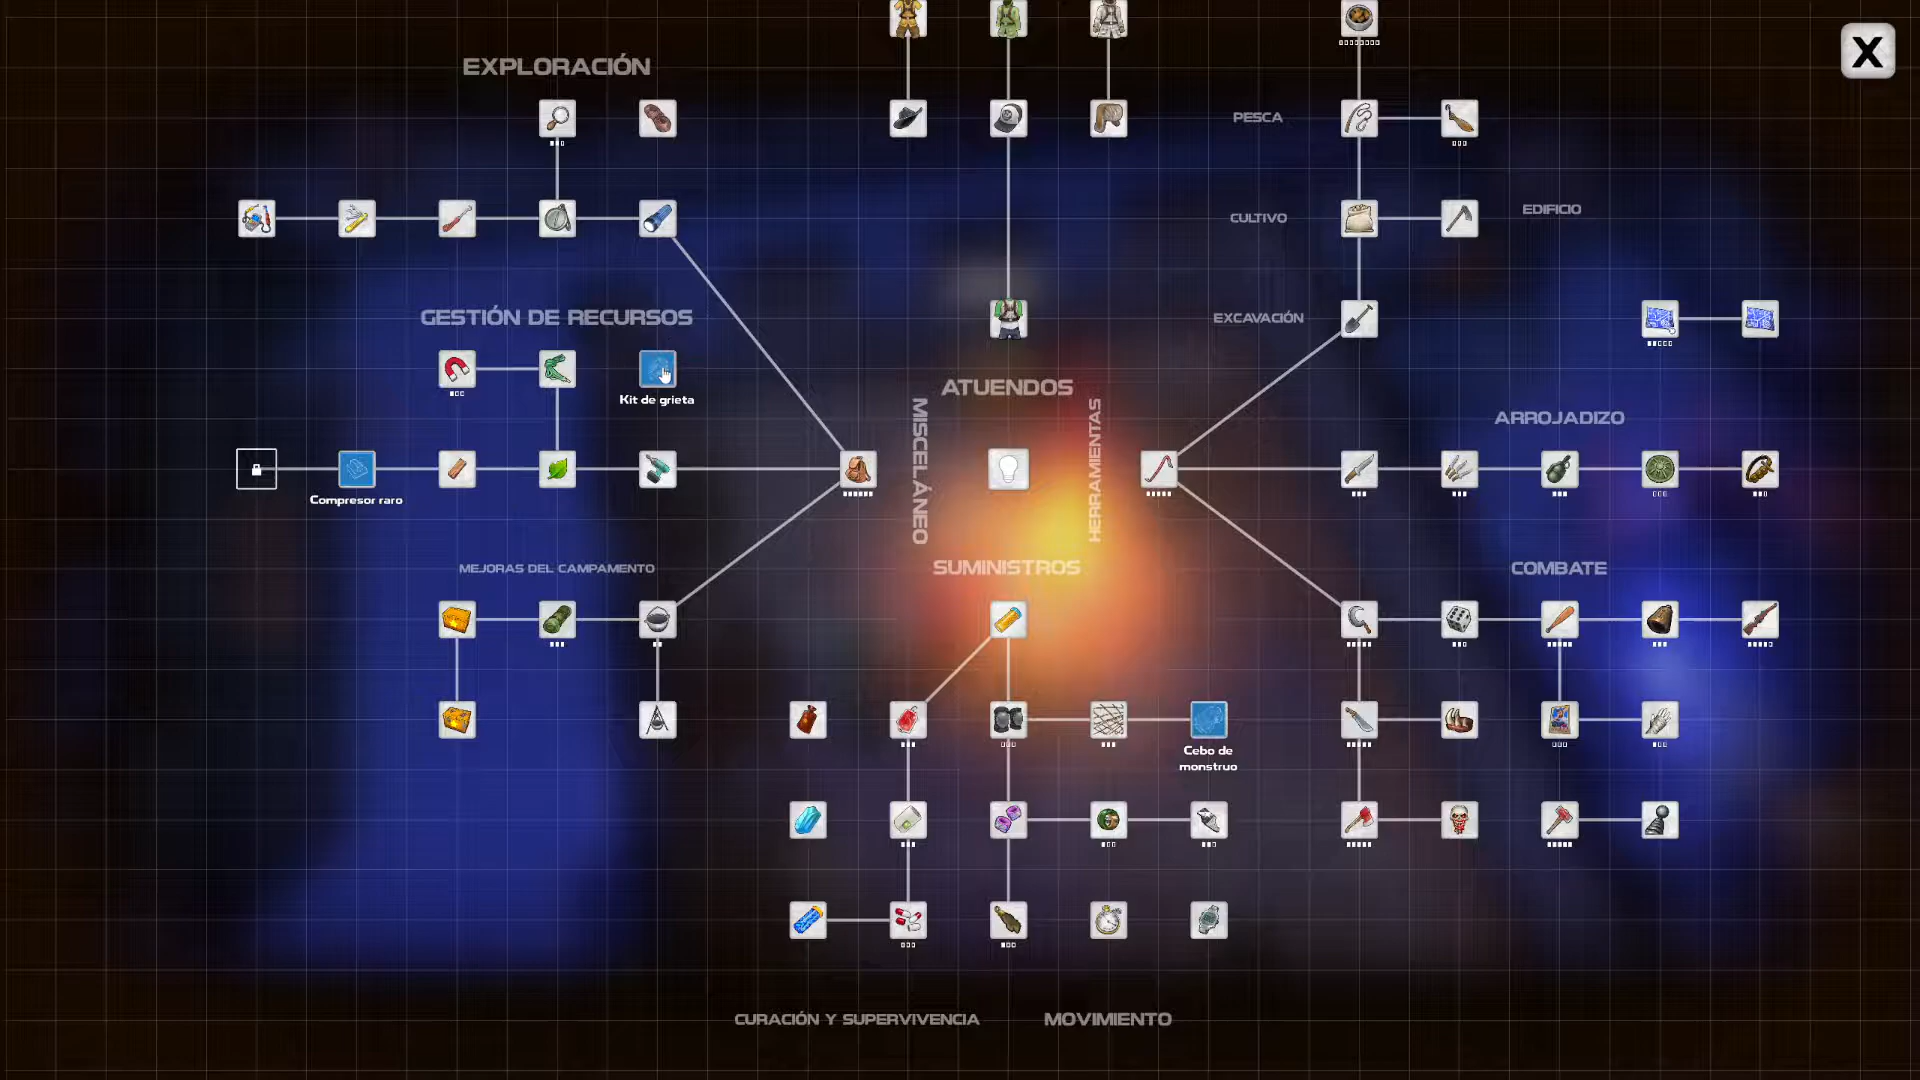 EXPLORACIÓN
X
PESCA
CULTIVO
EDIFICIO
GESTIÓN DE RECURSOS
EXCAVACIÓN
Kit de grieta
ATUENDOS
MISCELÁNEO
HERRAMIENTAS
ARROJADIZO
Compresor raro
MEJORAS DEL CAMPAMENTO
SUMINISTROS
COMBATE
Cebo de
monstruo
CURACIÓN Y SUPERVIVENCIA
MOVIMIENTO